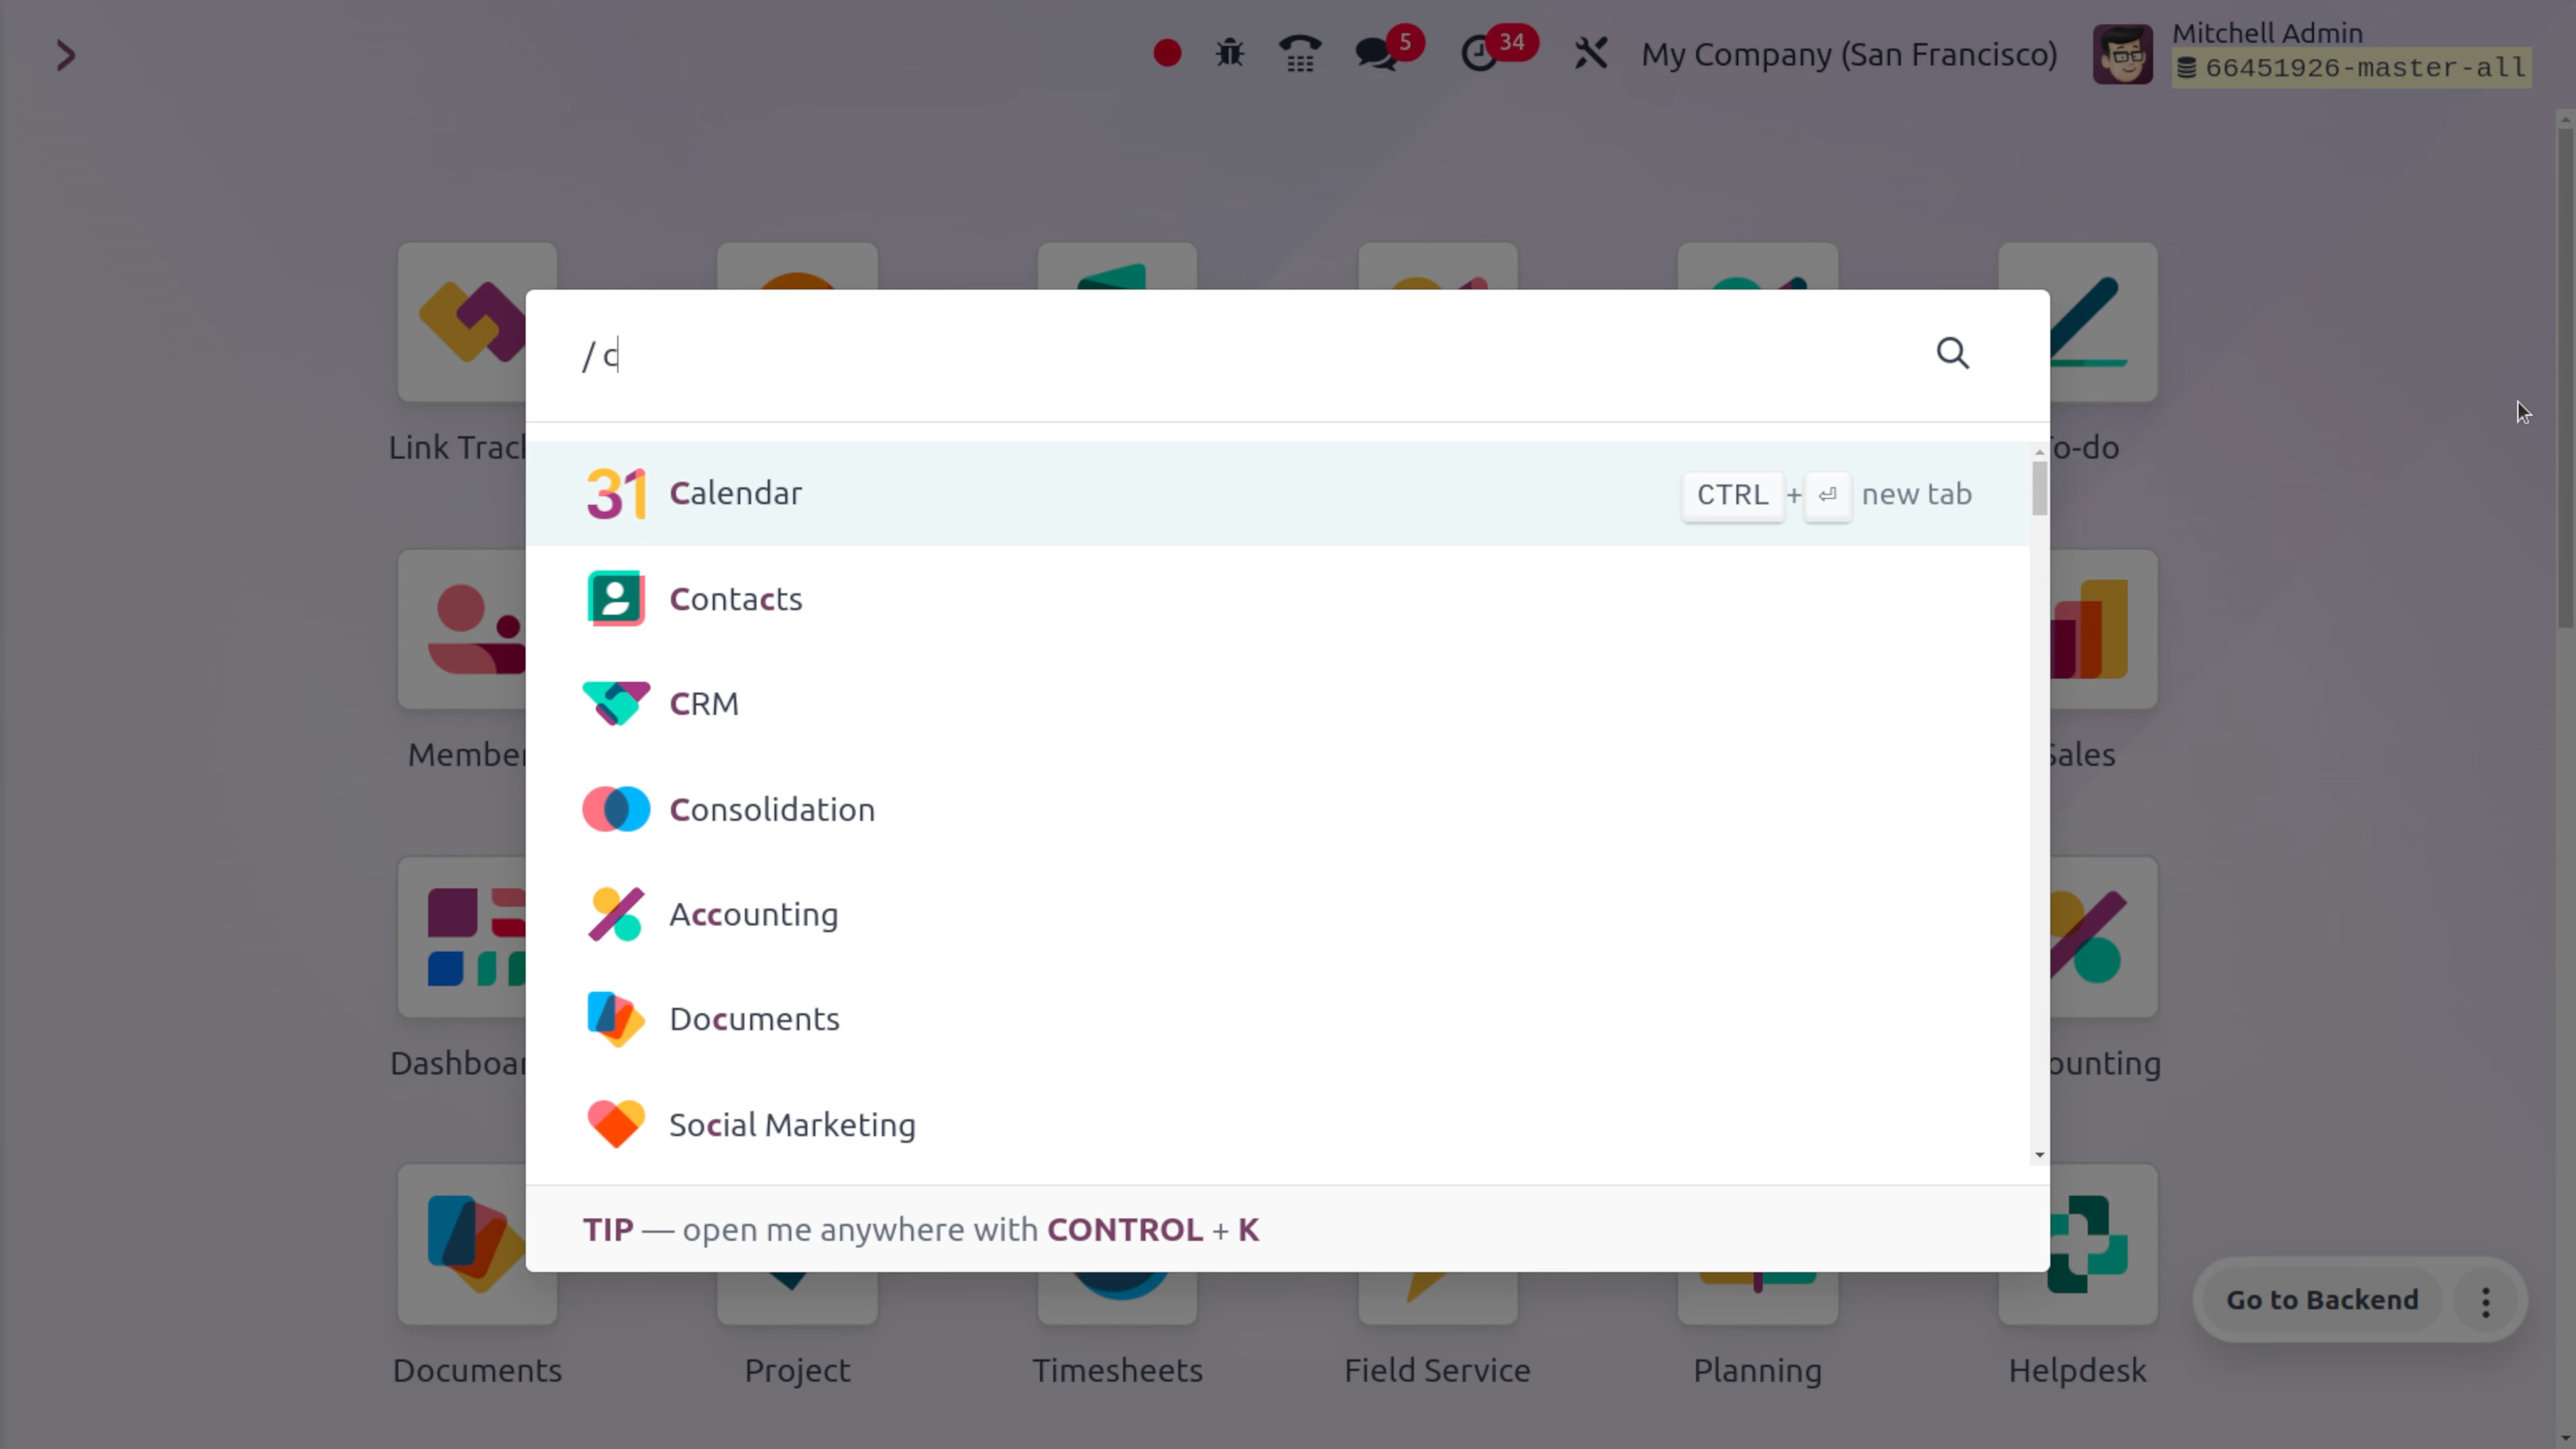 5
34
My Company (San Francisco)
Mitchell Admin
66451926-master-all
/ c
Calendar
CTRL + ⏎ new tab
Contacts
CRM
Consolidation
Accounting
Documents
Social Marketing
TIP — open me anywhere with CONTROL + K
Link Track
o-do
Member
Sales
Dashboar
ounting
Go to Backend
Documents
Project
Timesheets
Field Service
Planning
Helpdesk